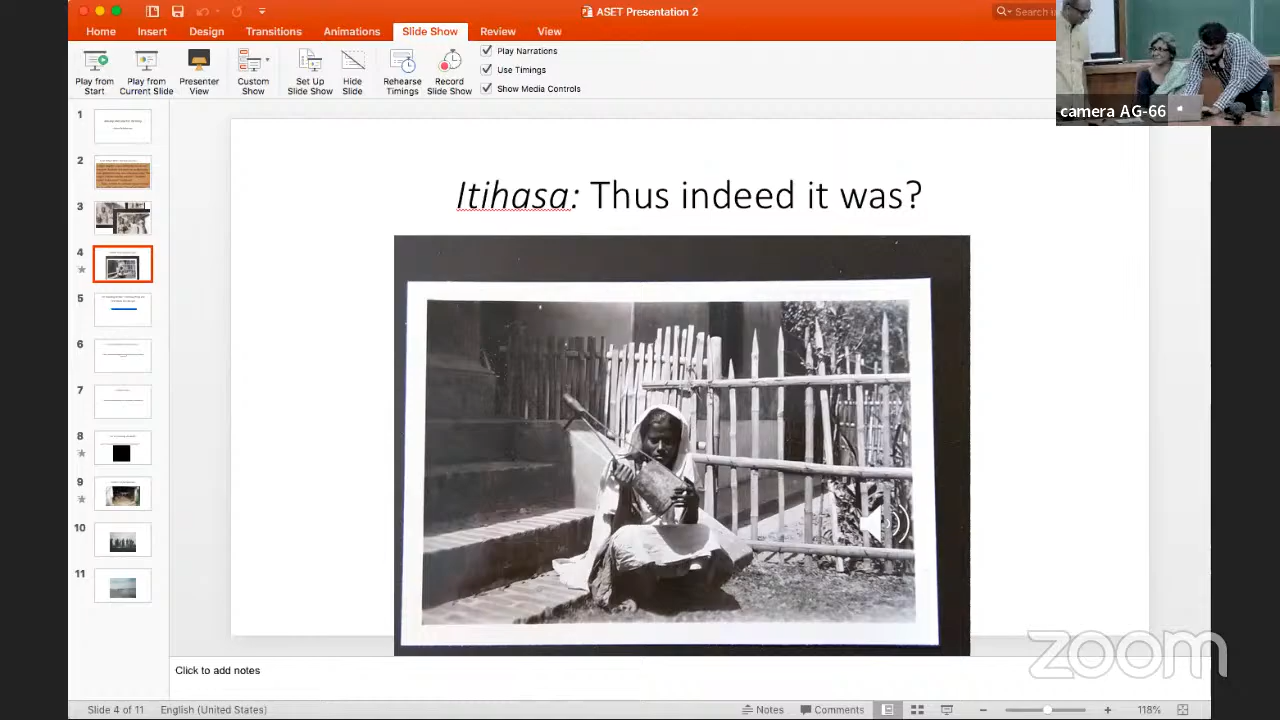 ASET Presentation 2
Search in
Home Insert Design Transitions Animations Slide Show Review View
Play from Start
Play from Current Slide
Presenter View
Custom Show
Set Up Slide Show
Hide Slide
Rehearse Timings
Record Slide Show
Play Narrations
Use Timings
Show Media Controls
camera AG-66
1
2
3
4
5
6
7
8
9
10
11
Itihasa: Thus indeed it was?
zoom
Click to add notes
Slide 4 of 11 English (United States) Notes Comments 118%